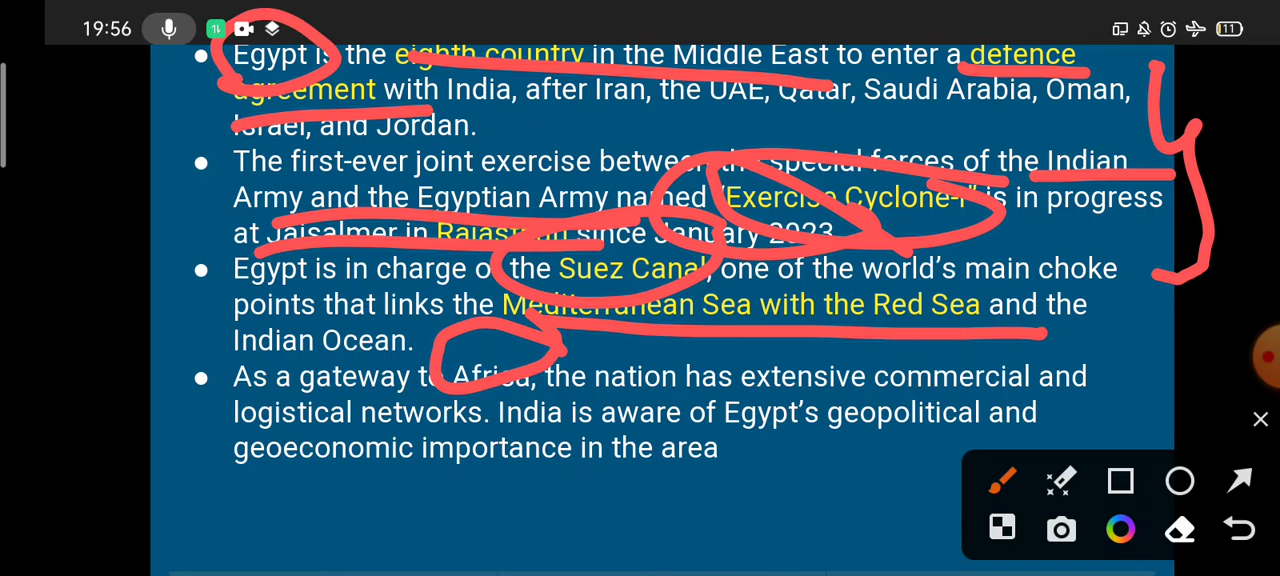 19:56
11
Egypt is the eighth country in the Middle East to enter a defence
agreement with India, after Iran, the UAE, Qatar, Saudi Arabia, Oman,
Israel, and Jordan.
The first-ever joint exercise between the special forces of the Indian
Army and the Egyptian Army named “Exercise Cyclone-I” is in progress
at Jaisalmer in Rajasthan since January 2023.
Egypt is in charge of the Suez Canal, one of the world’s main choke
points that links the Mediterranean Sea with the Red Sea and the
Indian Ocean.
As a gateway to Africa, the nation has extensive commercial and
logistical networks. India is aware of Egypt’s geopolitical and
geoeconomic importance in the area